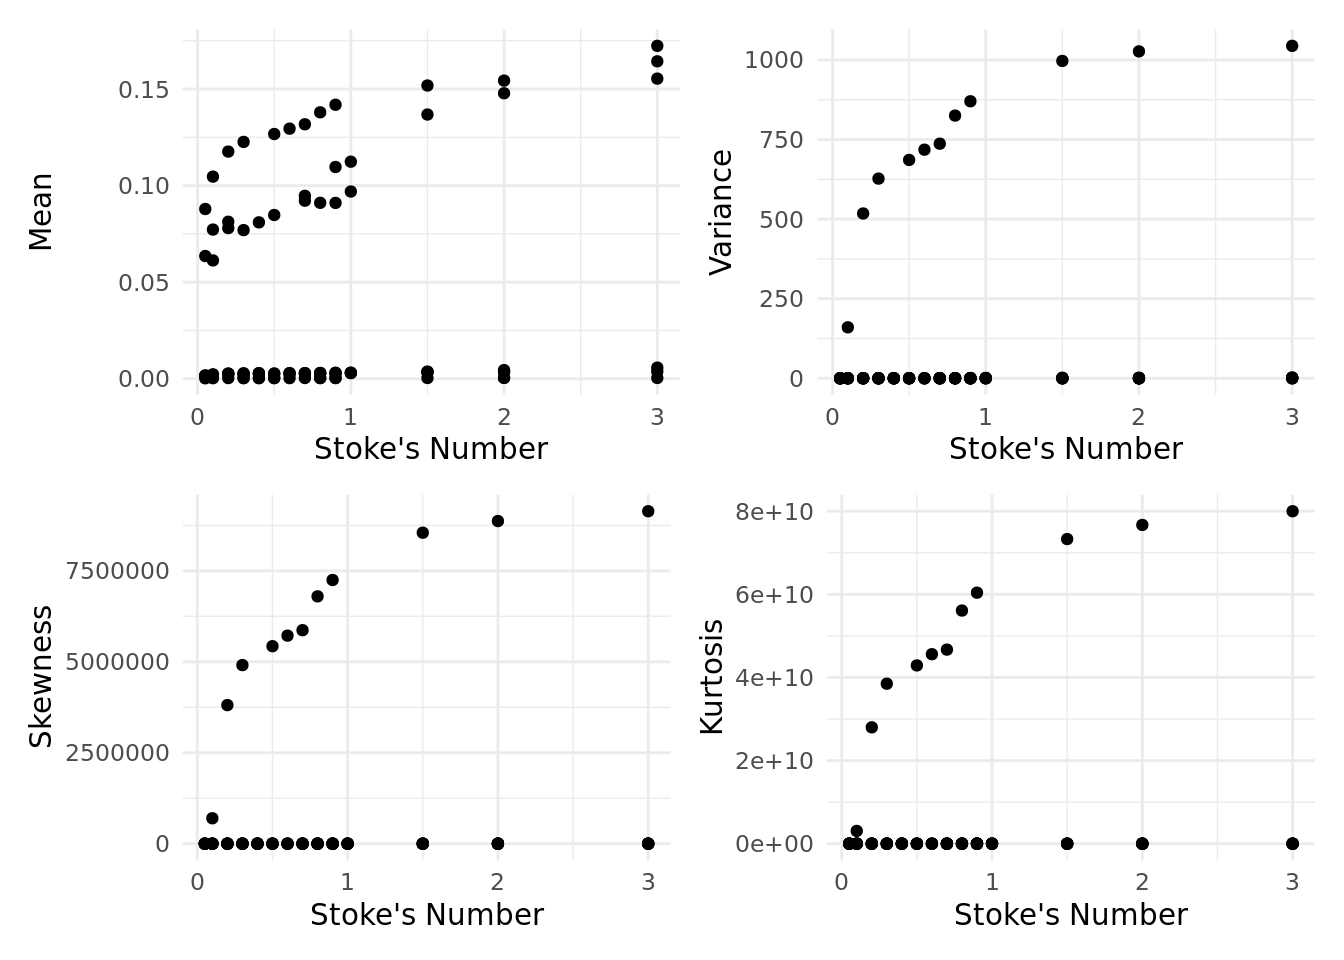 0.15
0.10
0.05
0.00
Mean
0 1 2 3
Stoke's Number
1000
750
500
250
0
Variance
0 1 2 3
Stoke's Number
7500000
5000000
2500000
0
Skewness
0 1 2 3
Stoke's Number
8e+10
6e+10
4e+10
2e+10
0e+00
Kurtosis
0 1 2 3
Stoke's Number